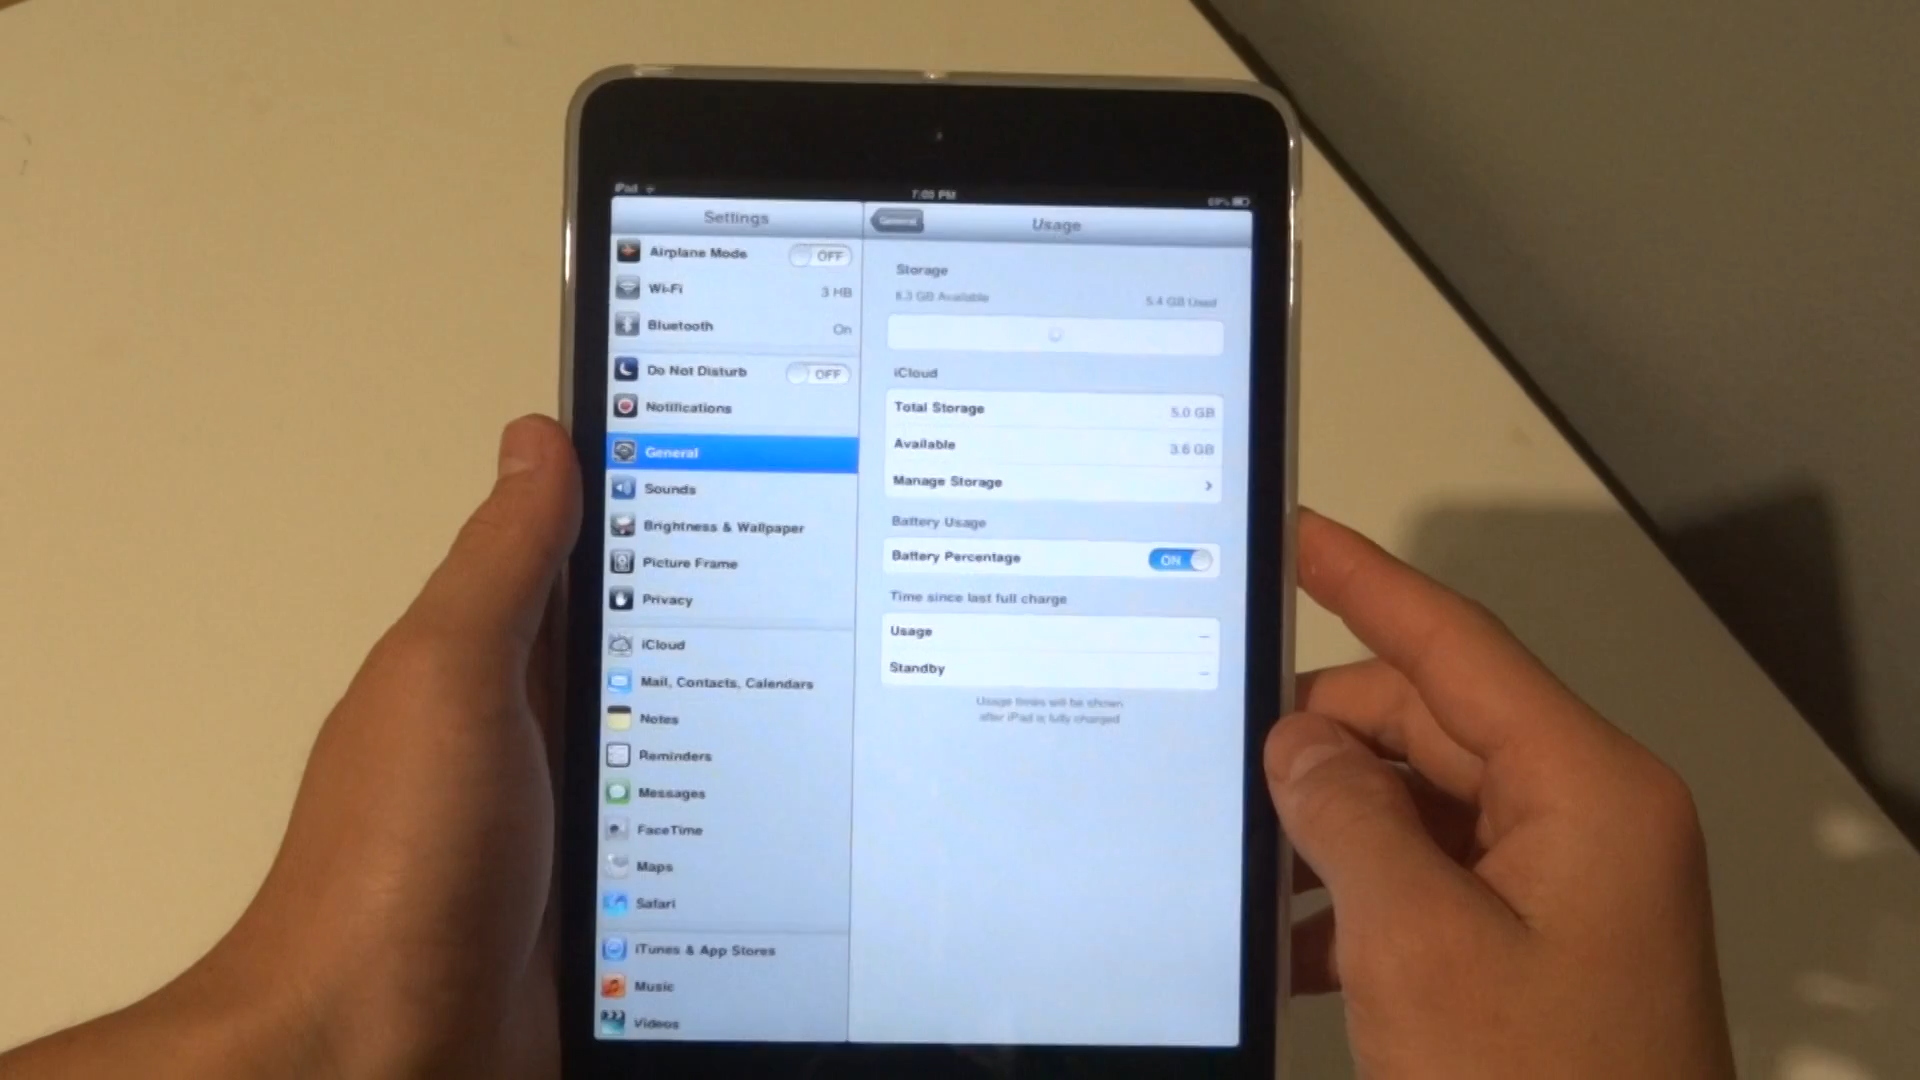 iPad
7:00 PM
69%
Settings
Airplane Mode OFF
Wi-Fi 3 HB
Bluetooth On
Do Not Disturb OFF
Notifications
General
Sounds
Brightness & Wallpaper
Picture Frame
Privacy
iCloud
Mail, Contacts, Calendars
Notes
Reminders
Messages
FaceTime
Maps
Safari
iTunes & App Stores
Music
Videos
General
Usage
Storage
8.3 GB Available 5.4 GB Used
iCloud
Total Storage 5.0 GB
Available 3.6 GB
Manage Storage
Battery Usage
Battery Percentage ON
Time since last full charge
Usage –
Standby –
Usage times will be shown
after iPad is fully charged